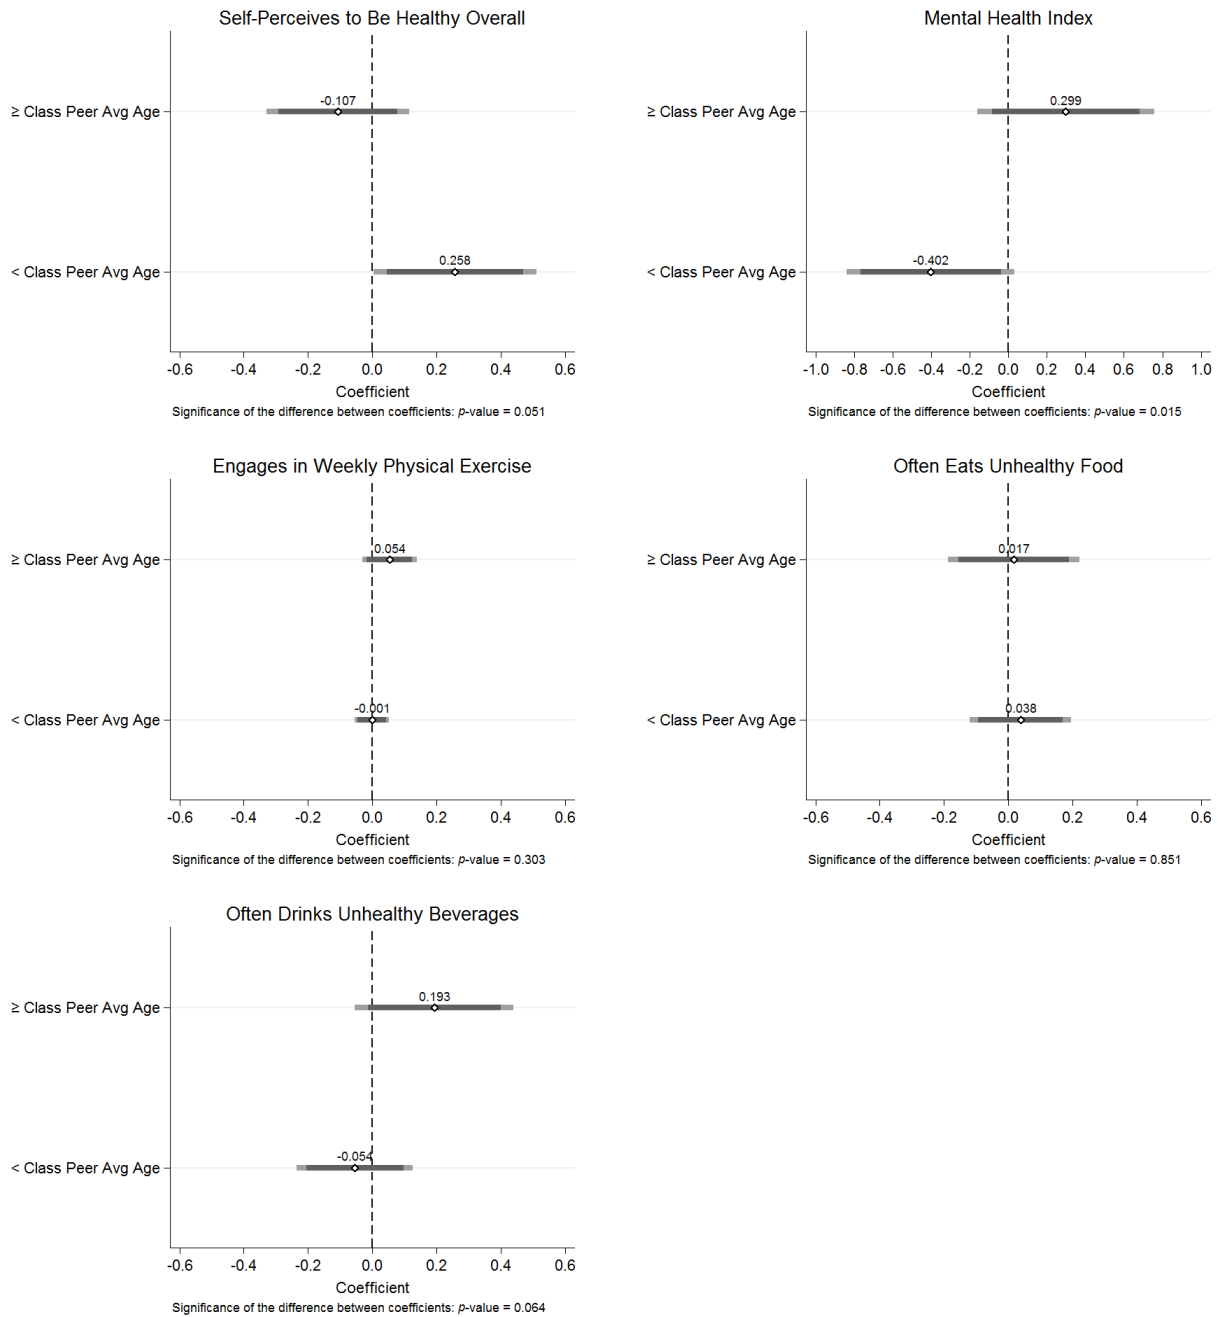 Self-Perceives to Be Healthy Overall
≥ Class Peer Avg Age
-0.107
< Class Peer Avg Age
0.258
-0.6 -0.4 -0.2 0.0 0.2 0.4 0.6
Coefficient
Significance of the difference between coefficients: p-value = 0.051
Mental Health Index
≥ Class Peer Avg Age
0.299
< Class Peer Avg Age
-0.402
-1.0 -0.8 -0.6 -0.4 -0.2 0.0 0.2 0.4 0.6 0.8 1.0
Coefficient
Significance of the difference between coefficients: p-value = 0.015
Engages in Weekly Physical Exercise
≥ Class Peer Avg Age
0.054
< Class Peer Avg Age
-0.001
-0.6 -0.4 -0.2 0.0 0.2 0.4 0.6
Coefficient
Significance of the difference between coefficients: p-value = 0.303
Often Eats Unhealthy Food
≥ Class Peer Avg Age
0.017
< Class Peer Avg Age
0.038
-0.6 -0.4 -0.2 0.0 0.2 0.4 0.6
Coefficient
Significance of the difference between coefficients: p-value = 0.851
Often Drinks Unhealthy Beverages
≥ Class Peer Avg Age
0.193
< Class Peer Avg Age
-0.054
-0.6 -0.4 -0.2 0.0 0.2 0.4 0.6
Coefficient
Significance of the difference between coefficients: p-value = 0.064